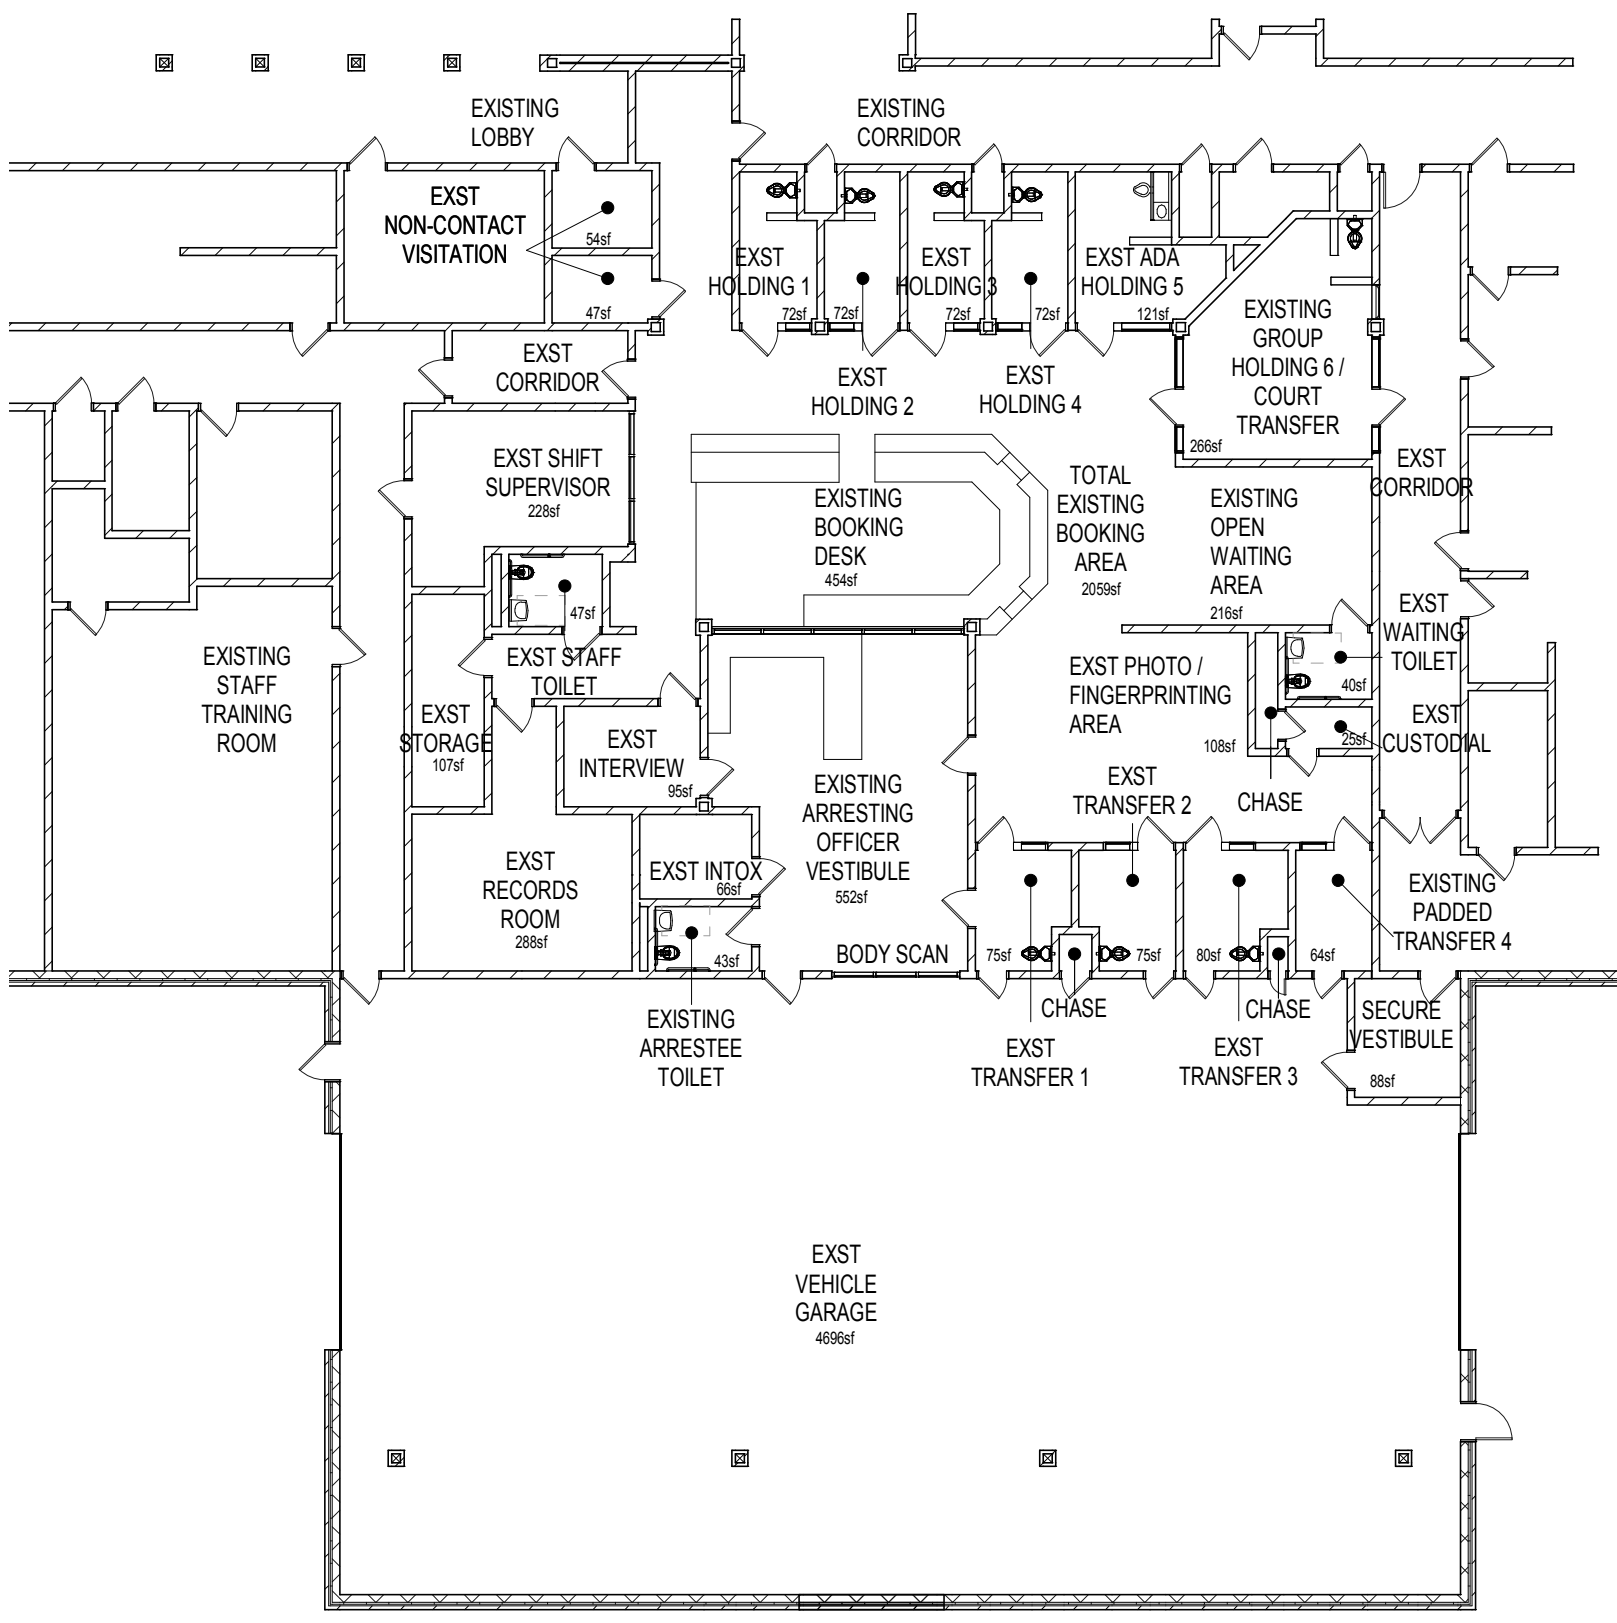 EXISTING
LOBBY
EXISTING
CORRIDOR
EXST
NON-CONTACT
VISITATION
54sf
47sf
EXST
HOLDING 1
72sf
72sf
EXST
HOLDING 3
72sf
72sf
EXST ADA
HOLDING 5
121sf
EXISTING
GROUP
HOLDING 6 /
COURT
TRANSFER
266sf
EXST
CORRIDOR
EXST
HOLDING 2
EXST
HOLDING 4
EXST SHIFT
SUPERVISOR
228sf
EXISTING
BOOKING
DESK
454sf
TOTAL
EXISTING
BOOKING
AREA
2059sf
EXISTING
OPEN
WAITING
AREA
216sf
EXST
CORRIDOR
47sf
EXST STAFF
TOILET
EXST
WAITING
TOILET
40sf
EXISTING
STAFF
TRAINING
ROOM
EXST
STORAGE
107sf
EXST
INTERVIEW
95sf
EXST PHOTO /
FINGERPRINTING
AREA
108sf
EXST
CUSTODIAL
25sf
CHASE
EXST
TRANSFER 2
EXISTING
ARRESTING
OFFICER
VESTIBULE
552sf
EXST
RECORDS
ROOM
288sf
EXST INTOX
66sf
43sf
BODY SCAN
75sf
75sf
80sf
64sf
EXISTING
PADDED
TRANSFER 4
EXISTING
ARRESTEE
TOILET
EXST
TRANSFER 1
CHASE
EXST
TRANSFER 3
CHASE
SECURE
VESTIBULE
88sf
EXST
VEHICLE
GARAGE
4696sf